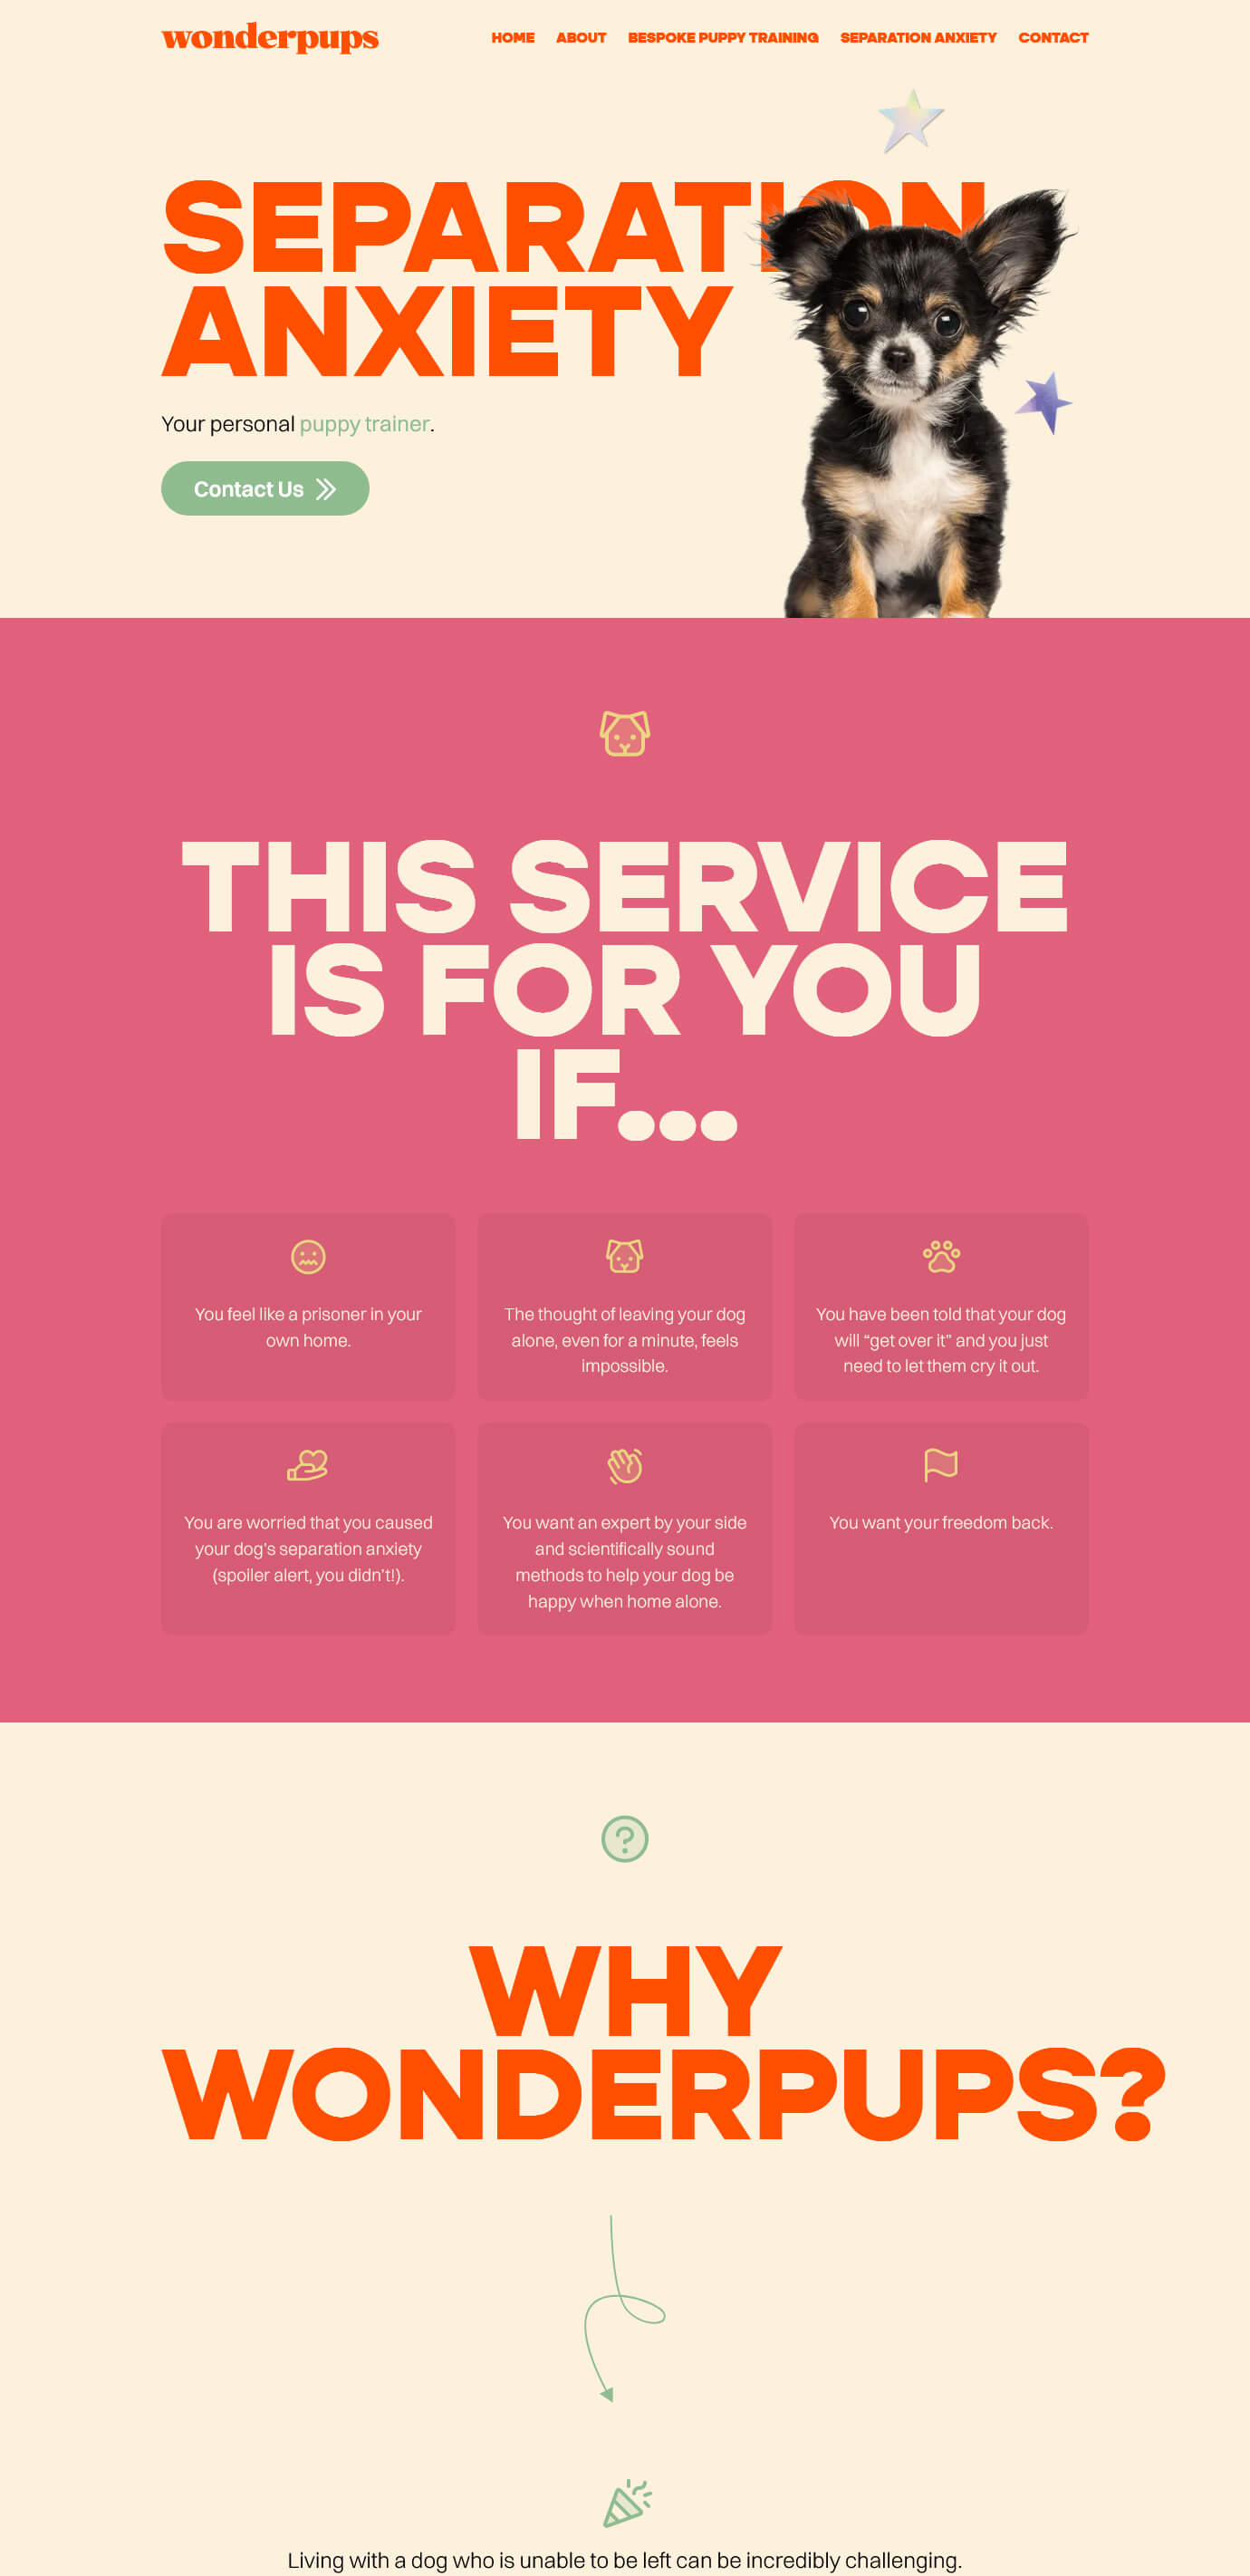 wonderpups
HOME ABOUT BESPOKE PUPPY TRAINING SEPARATION ANXIETY CONTACT
SEPARATION
ANXIETY
Your personal puppy trainer.
Contact Us
THIS SERVICE
IS FOR YOU
IF...
You feel like a prisoner in your
own home.
The thought of leaving your dog
alone, even for a minute, feels
impossible.
You have been told that your dog
will “get over it” and you just
need to let them cry it out.
You are worried that you caused
your dog’s separation anxiety
(spoiler alert, you didn’t!).
You want an expert by your side
and scientifically sound
methods to help your dog be
happy when home alone.
You want your freedom back.
?
WHY
WONDERPUPS?
Living with a dog who is unable to be left can be incredibly challenging.